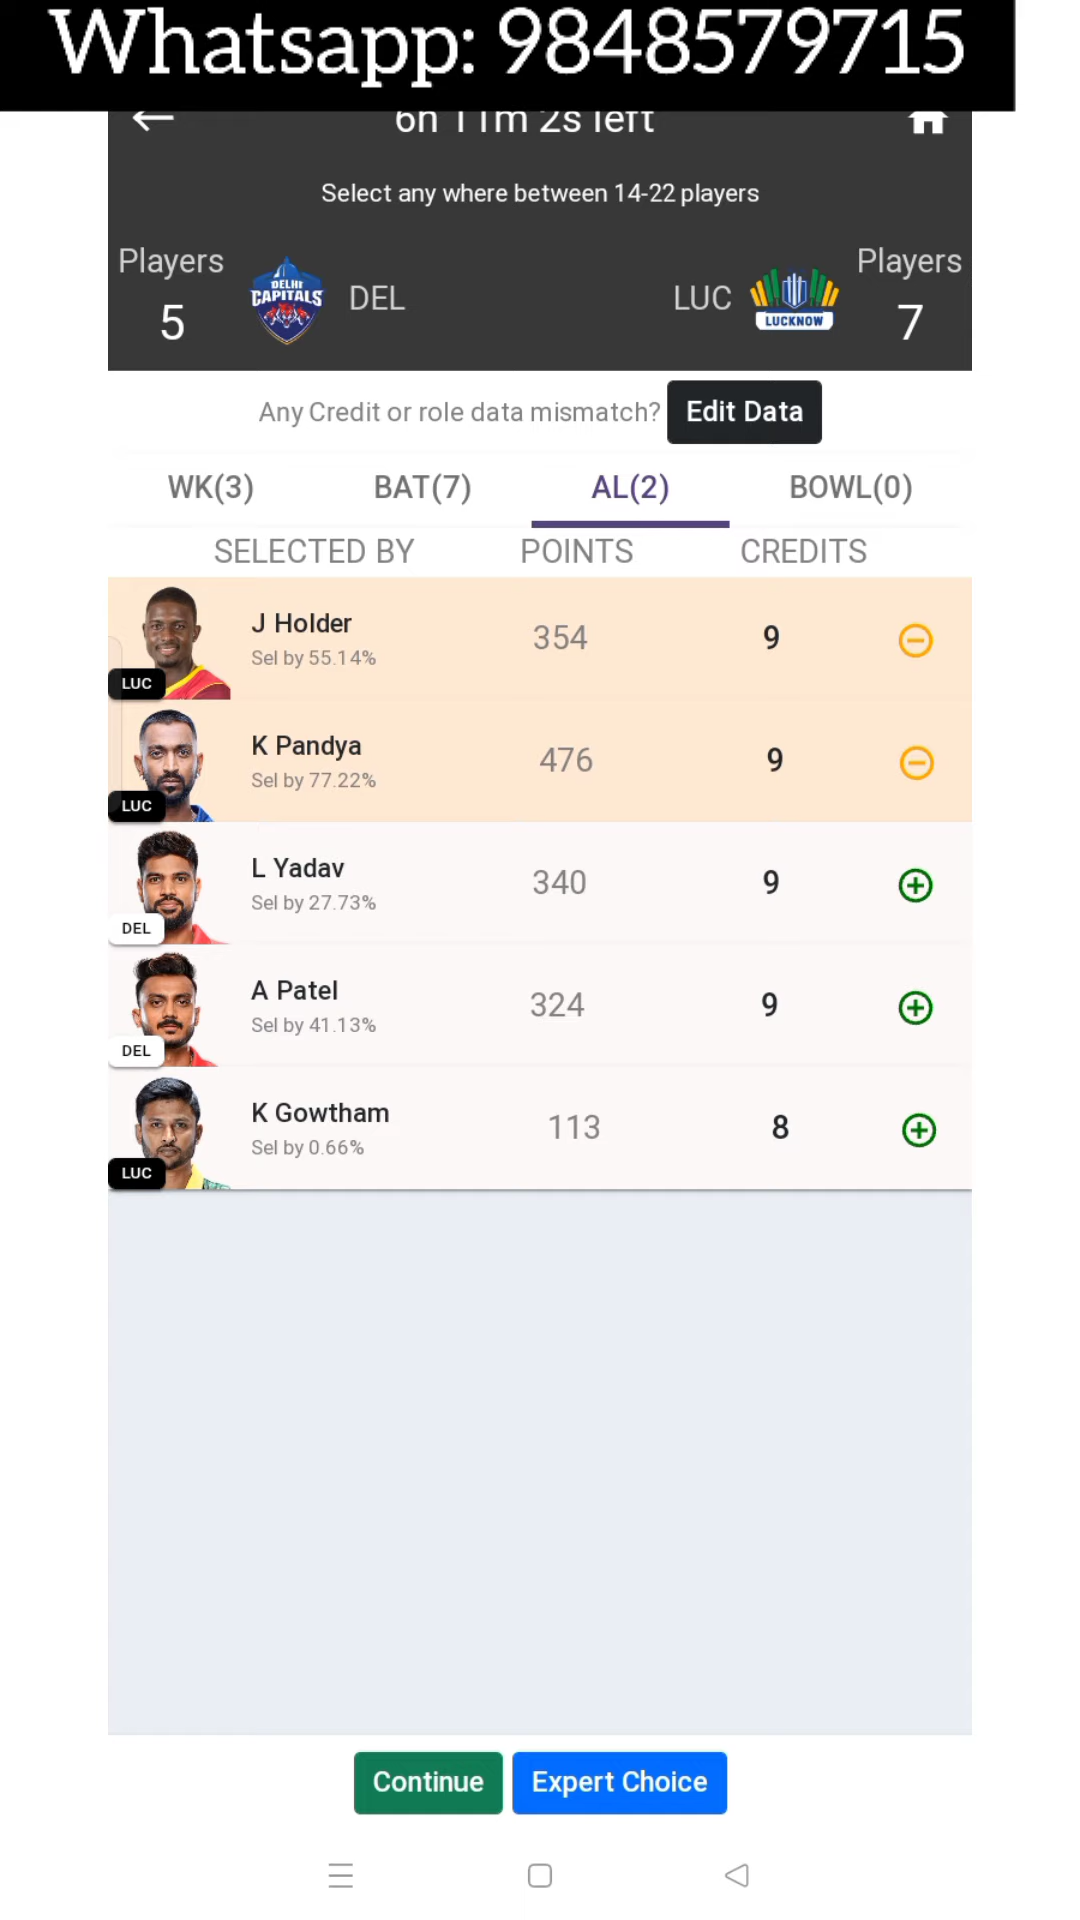 Whatsapp: 9848579715
6h 11m 2s left
Select any where between 14-22 players
Players
5
DELHI
CAPITALS
DEL
LUC
LUCKNOW
Players
7
Any Credit or role data mismatch?
Edit Data
WK(3) BAT(7) AL(2) BOWL(0)
SELECTED BY POINTS CREDITS
J Holder
Sel by 55.14%
354 9
LUC
K Pandya
Sel by 77.22%
476 9
LUC
L Yadav
Sel by 27.73%
340 9
DEL
A Patel
Sel by 41.13%
324 9
DEL
K Gowtham
Sel by 0.66%
113 8
LUC
Continue
Expert Choice